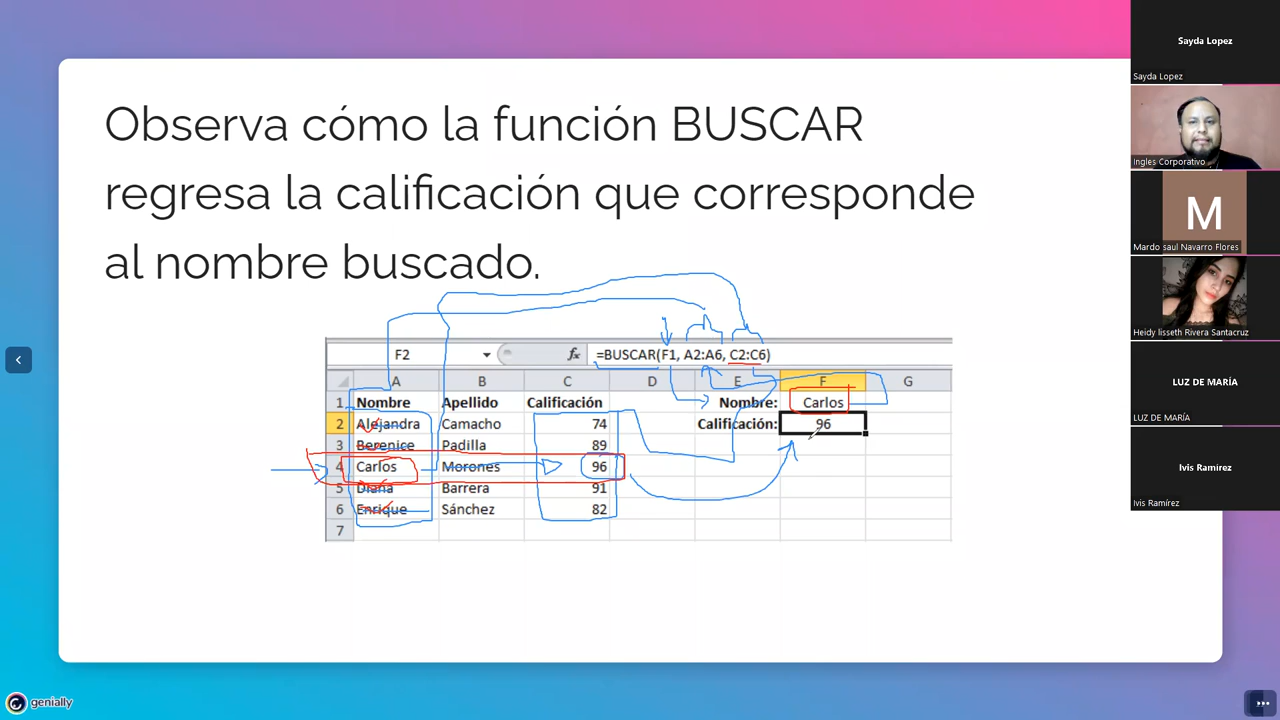 Observa cómo la función BUSCAR
regresa la calificación que corresponde
al nombre buscado.
F2 fx =BUSCAR(F1, A2:A6, C2:C6)
A B C D E F G
1 Nombre Apellido Calificación Nombre: Carlos
2 Alejandra Camacho 74 Calificación: 96
3 Berenice Padilla 89
4 Carlos Morones 96
5 Diana Barrera 91
6 Enrique Sánchez 82
7
genially
Sayda Lopez
Sayda Lopez
Ingles Corporativo
M
Mardo saul Navarro Flores
Heidy lisseth Rivera Santacruz
LUZ DE MARÍA
LUZ DE MARÍA
Ivis Ramirez
Ivis Ramírez